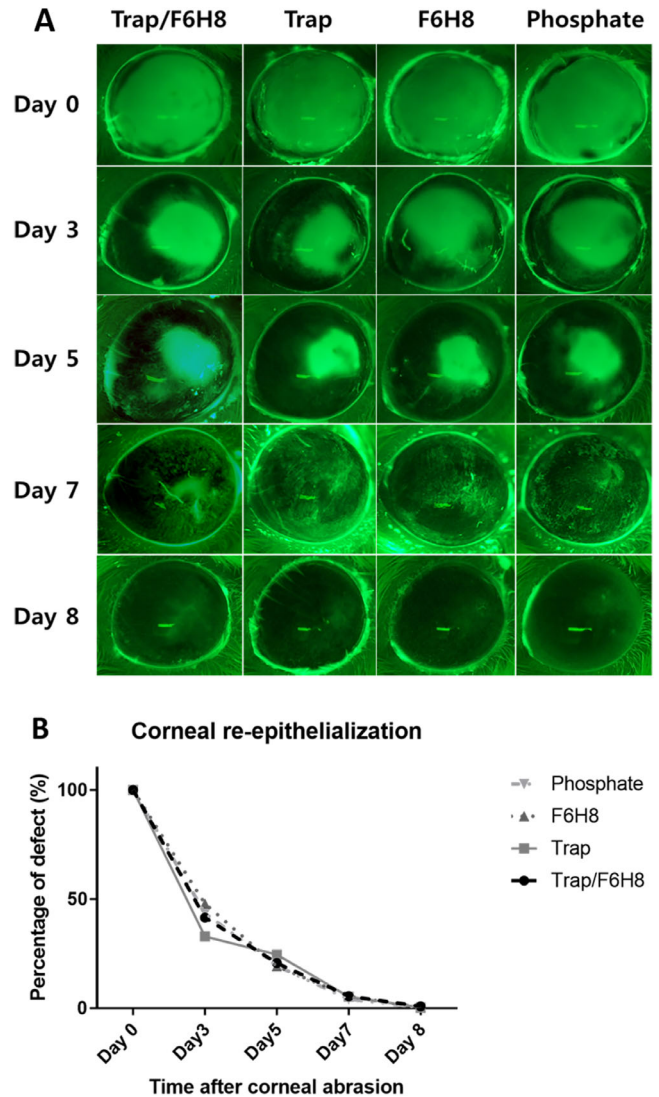 A
Trap/F6H8 Trap F6H8 Phosphate
Day 0
Day 3
Day 5
Day 7
Day 8
B
Corneal re-epithelialization
Percentage of defect (%)
100
50
0
Day 0 Day3 Day5 Day7 Day 8
Time after corneal abrasion
Phosphate
F6H8
Trap
Trap/F6H8